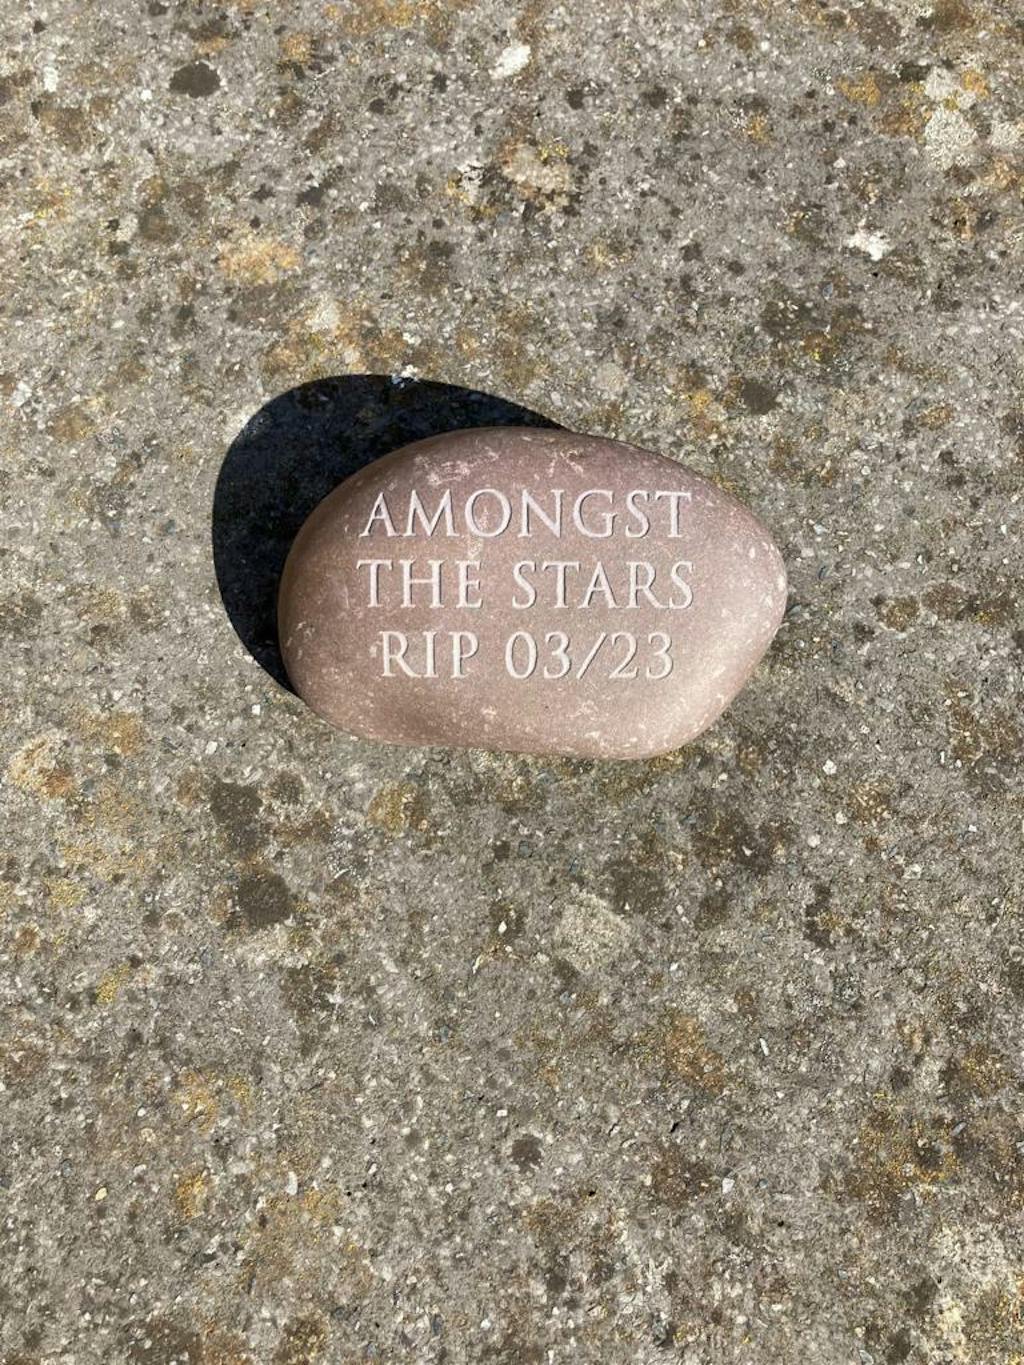 AMONGST
THE STARS
RIP 03/23